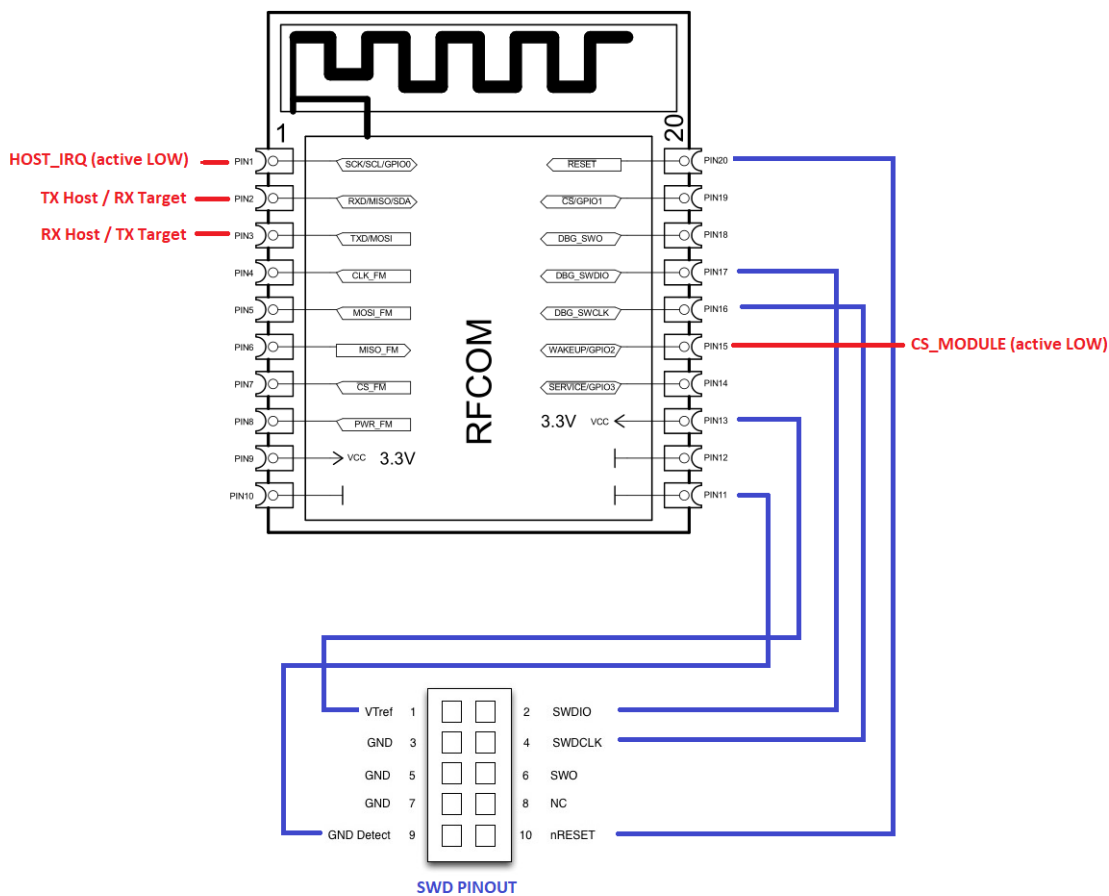 1
20
HOST_IRQ (active LOW)
PIN1
SCK/SCL/GPIO0
RESET
PIN20
TX Host / RX Target
PIN2
RXD/MISO/SDA
CS/GPIO1
PIN19
RX Host / TX Target
PIN3
TXD/MOSI
DBG_SWO
PIN18
PIN4
CLK_FM
DBG_SWDIO
PIN17
PIN5
MOSI_FM
DBG_SWCLK
PIN16
PIN6
MISO_FM
WAKEUP/GPIO2
PIN15
CS_MODULE (active LOW)
PIN7
CS_FM
SERVICE/GPIO3
PIN14
PIN8
PWR_FM
3.3V
VCC
PIN13
PIN9
VCC
3.3V
PIN12
PIN10
PIN11
RFCOM
VTref 1
2 SWDIO
GND 3
4 SWDCLK
GND 5
6 SWO
GND 7
8 NC
GND Detect 9
10 nRESET
SWD PINOUT